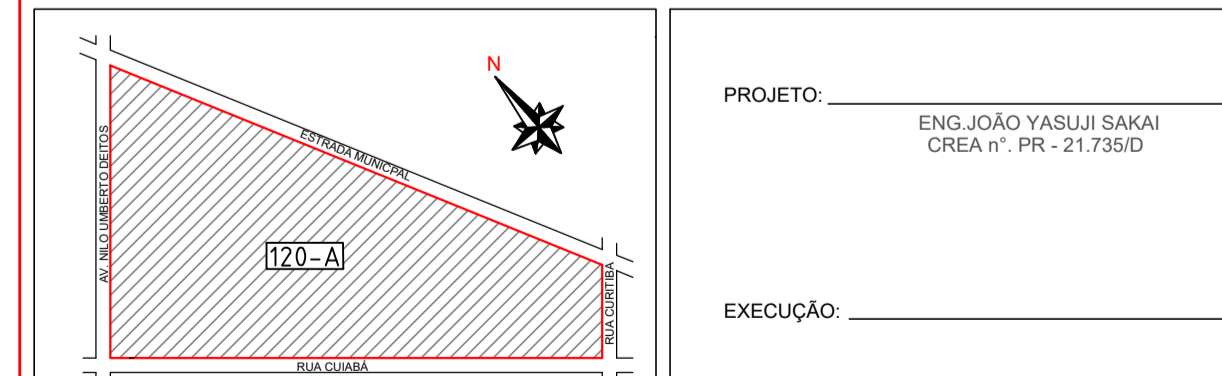 N
ESTRADA MUNICPAL
AV. NILO UMBERTO DEITOS
120-A
RUA CURITIBA
RUA CUIABÁ
PROJETO:
ENG.JOÃO YASUJI SAKAI
CREA n°. PR - 21.735/D
EXECUÇÃO: